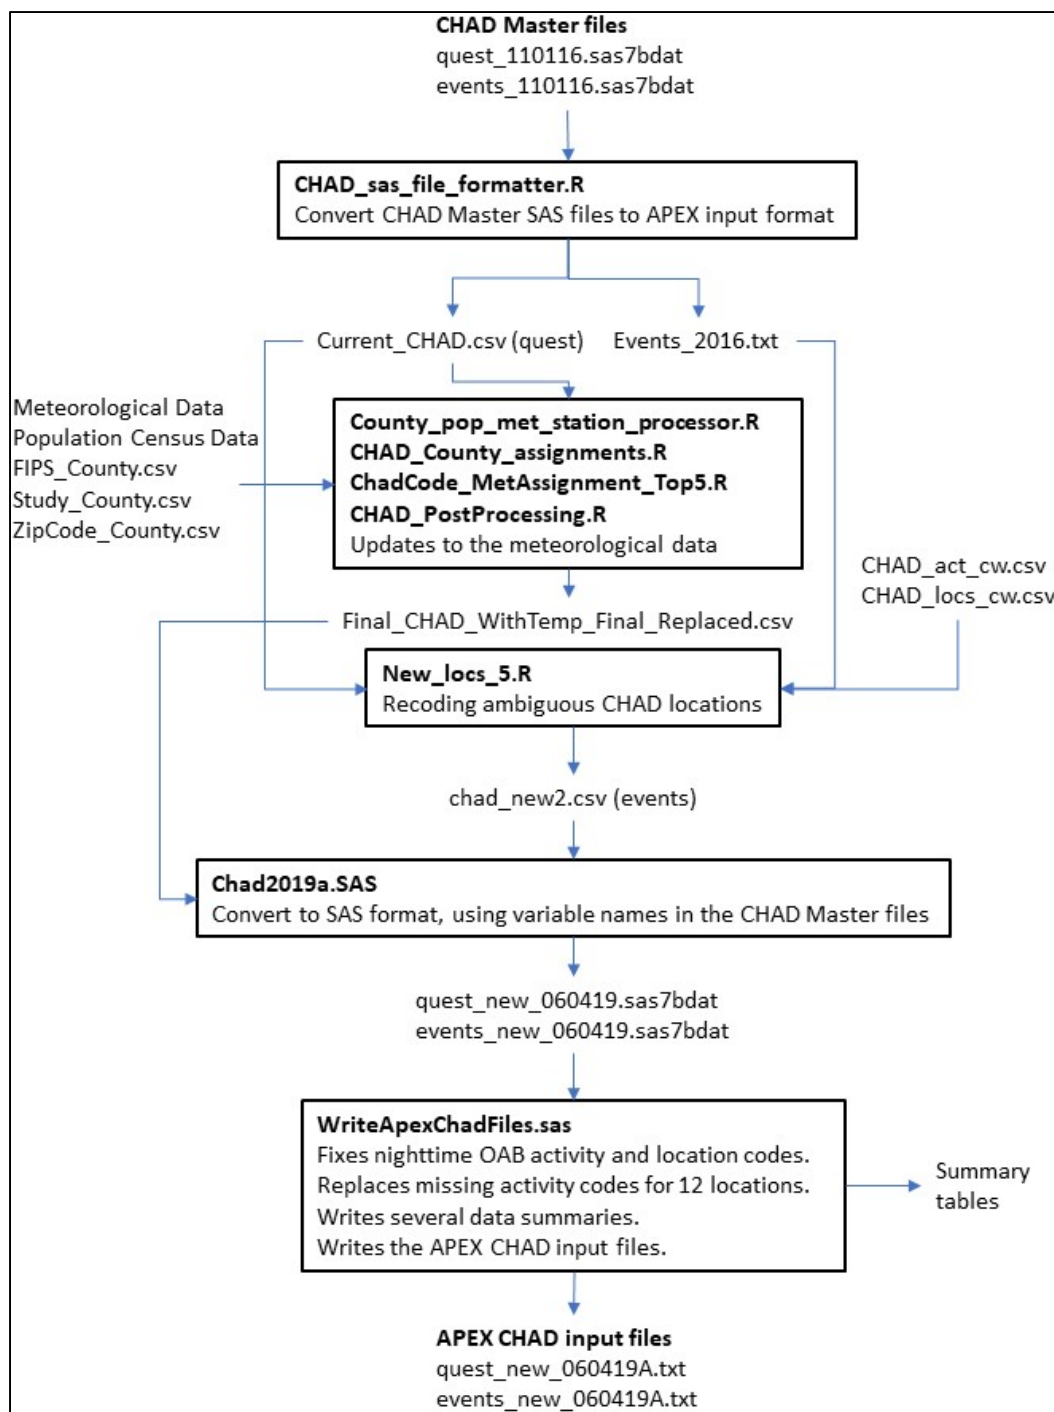 CHAD Master files
quest_110116.sas7bdat
events_110116.sas7bdat
CHAD_sas_file_formatter.R
Convert CHAD Master SAS files to APEX input format
Current_CHAD.csv (quest)
Events_2016.txt
Meteorological Data
Population Census Data
FIPS_County.csv
Study_County.csv
ZipCode_County.csv
County_pop_met_station_processor.R
CHAD_County_assignments.R
ChadCode_MetAssignment_Top5.R
CHAD_PostProcessing.R
Updates to the meteorological data
CHAD_act_cw.csv
CHAD_locs_cw.csv
Final_CHAD_WithTemp_Final_Replaced.csv
New_locs_5.R
Recoding ambiguous CHAD locations
chad_new2.csv (events)
Chad2019a.SAS
Convert to SAS format, using variable names in the CHAD Master files
quest_new_060419.sas7bdat
events_new_060419.sas7bdat
WriteApexChadFiles.sas
Fixes nighttime OAB activity and location codes.
Replaces missing activity codes for 12 locations.
Writes several data summaries.
Writes the APEX CHAD input files.
Summary
tables
APEX CHAD input files
quest_new_060419A.txt
events_new_060419A.txt